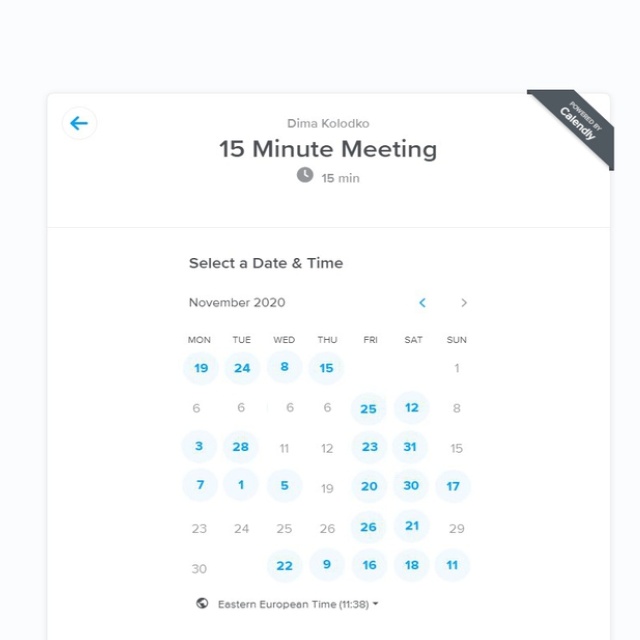 POWERED BY
Calendly
Dima Kolodko
15 Minute Meeting
15 min
Select a Date & Time
November 2020
MON TUE WED THU FRI SAT SUN
19 24 8 15 1
6 6 6 6 25 12 8
3 28 11 12 23 31 15
7 1 5 19 20 30 17
23 24 25 26 26 21 29
30 22 9 16 18 11
Eastern European Time (11:38)